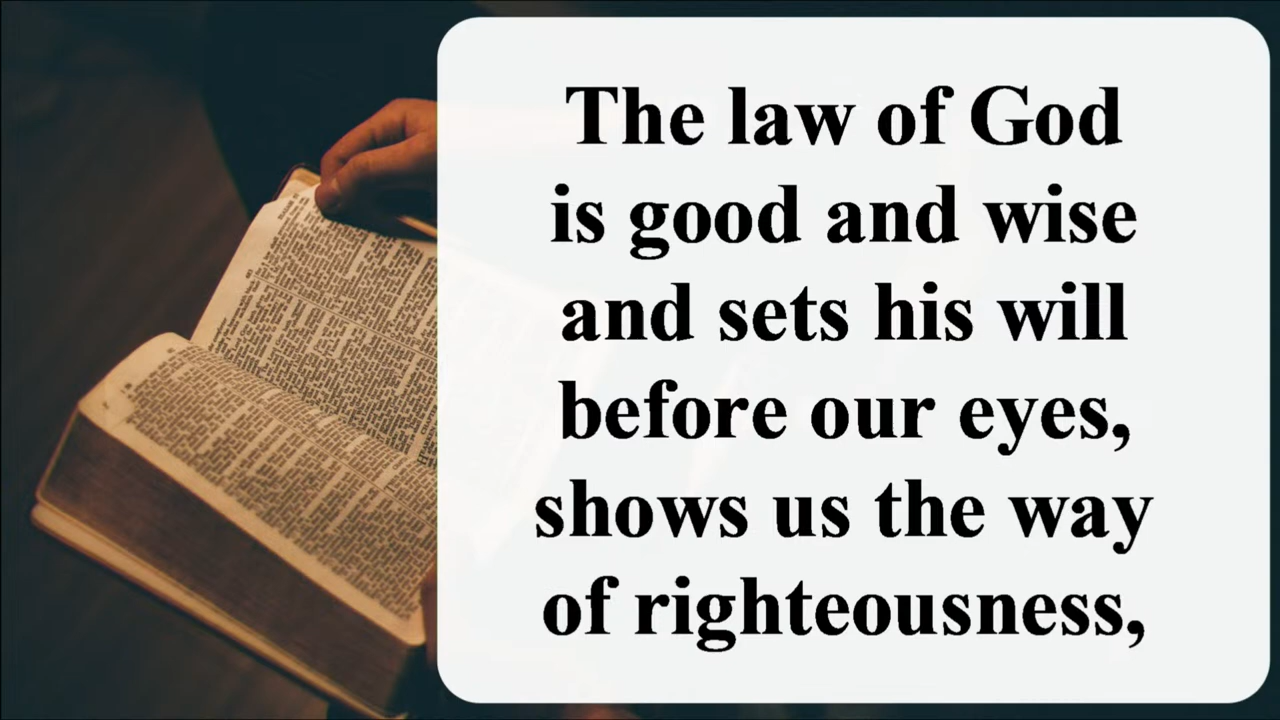 The law of God
is good and wise
and sets his will
before our eyes,
shows us the way
of righteousness,